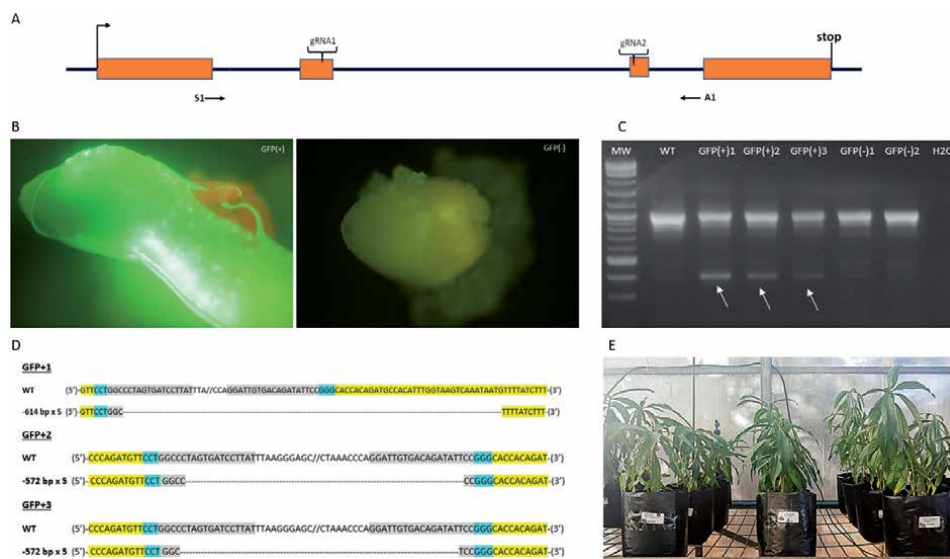 A
gRNA1
gRNA2
stop
S1
A1
B
GFP(+)
GFP(-)
C
MW WT GFP(+)1 GFP(+)2 GFP(+)3 GFP(-)1 GFP(-)2 H2O
D
GFP+1
WT (5')-GTTCCTGGCCCTAGTGATCCTTATTTA//CCAGGATTGTGACAGATATTCCGGGCACCACAGATGCCACATTTGGTAAGTCAAATAATGTTTTATCTTT-(3')
-614 bp x 5 (5')-GTTCCTGGC-----TTTTATCTTT-(3')
GFP+2
WT (5')-CCCAGATGTTCCTGGCCCTAGTGATCCTTATTTAAGGGAGC//CTAAACCCAGGATTGTGACAGATATTCCGGGCACCACAGAT-(3')
-572 bp x 5 (5')-CCCAGATGTTCCTGGCC-----CCGGGCACCACAGAT-(3')
GFP+3
WT (5')-CCCAGATGTTCCTGGCCCTAGTGATCCTTATTTAAGGGAGC//CTAAACCCAGGATTGTGACAGATATTCCGGGCACCACAGAT-(3')
-572 bp x 5 (5')-CCCAGATGTTCCTGGC-----TCCGGGCACCACAGAT-(3')
E